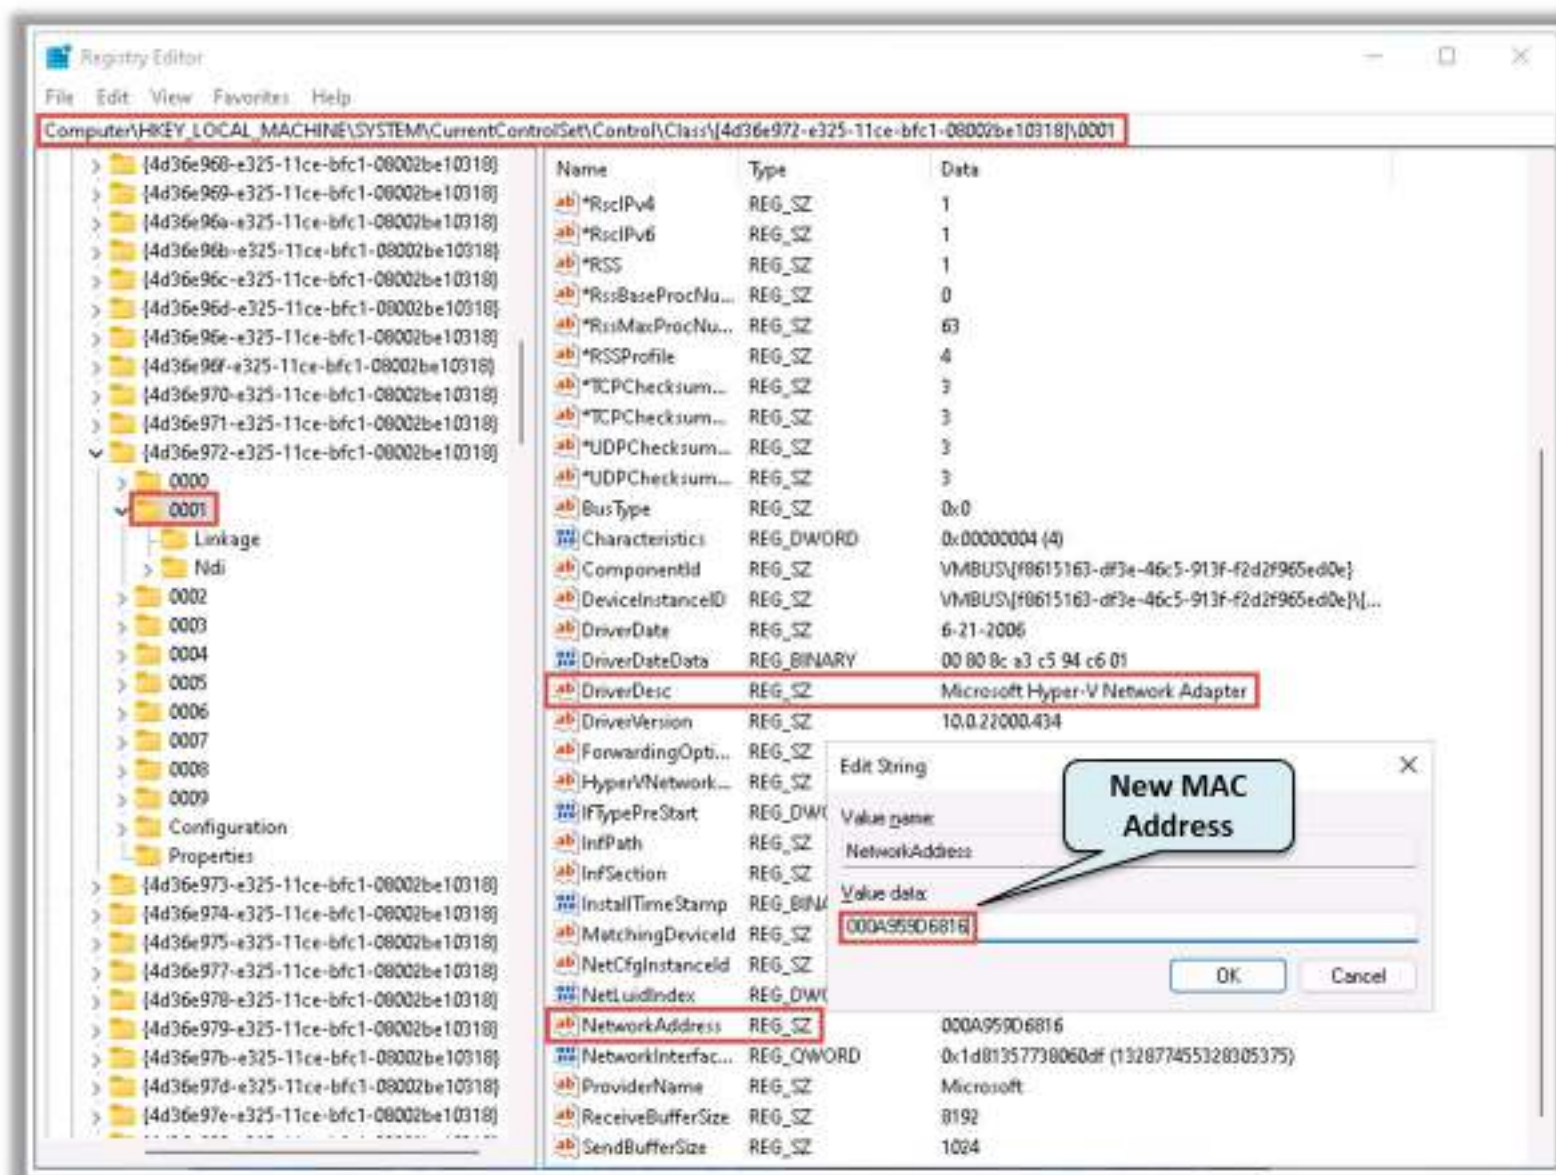 Registry Editor
File Edit View Favorites Help
Computer\HKEY_LOCAL_MACHINE\SYSTEM\CurrentControlSet\Control\Class\{4d36e972-e325-11ce-bfc1-08002be10318}\0001
{4d36e968-e325-11ce-bfc1-08002be10318}
{4d36e969-e325-11ce-bfc1-08002be10318}
{4d36e96a-e325-11ce-bfc1-08002be10318}
{4d36e96b-e325-11ce-bfc1-08002be10318}
{4d36e96c-e325-11ce-bfc1-08002be10318}
{4d36e96d-e325-11ce-bfc1-08002be10318}
{4d36e96e-e325-11ce-bfc1-08002be10318}
{4d36e96f-e325-11ce-bfc1-08002be10318}
{4d36e970-e325-11ce-bfc1-08002be10318}
{4d36e971-e325-11ce-bfc1-08002be10318}
{4d36e972-e325-11ce-bfc1-08002be10318}
0000
0001
Linkage
Ndi
0002
0003
0004
0005
0006
0007
0008
0009
Configuration
Properties
{4d36e973-e325-11ce-bfc1-08002be10318}
{4d36e974-e325-11ce-bfc1-08002be10318}
{4d36e975-e325-11ce-bfc1-08002be10318}
{4d36e977-e325-11ce-bfc1-08002be10318}
{4d36e978-e325-11ce-bfc1-08002be10318}
{4d36e979-e325-11ce-bfc1-08002be10318}
{4d36e97b-e325-11ce-bfc1-08002be10318}
{4d36e97d-e325-11ce-bfc1-08002be10318}
{4d36e97e-e325-11ce-bfc1-08002be10318}
Name Type Data
*RscIPv4 REG_SZ 1
*RscIPv6 REG_SZ 1
*RSS REG_SZ 1
*RssBaseProcNu... REG_SZ 0
*RssMaxProcNu... REG_SZ 63
*RSSProfile REG_SZ 4
*TCPChecksum... REG_SZ 3
*TCPChecksum... REG_SZ 3
*UDPChecksum... REG_SZ 3
*UDPChecksum... REG_SZ 3
BusType REG_SZ 0x0
Characteristics REG_DWORD 0x00000004 (4)
ComponentId REG_SZ VMBUS\{f8615163-df3e-46c5-913f-f2d2f965ed0e}
DeviceInstanceID REG_SZ VMBUS\{f8615163-df3e-46c5-913f-f2d2f965ed0e}\{...
DriverDate REG_SZ 6-21-2006
DriverDateData REG_BINARY 00 80 8c a3 c5 94 c6 01
DriverDesc REG_SZ Microsoft Hyper-V Network Adapter
DriverVersion REG_SZ 10.0.22000.434
ForwardingOpti... REG_SZ
HyperVNetwork... REG_SZ
IfTypePreStart REG_DW
InfPath REG_SZ
InfSection REG_SZ
InstallTimeStamp REG_BINA
MatchingDeviceId REG_SZ
NetCfgInstanceId REG_SZ
NetLuidIndex REG_DW
NetworkAddress REG_SZ 000A959D6816
NetworkInterfac... REG_QWORD 0x1d81357738060df (132877455328305375)
ProviderName REG_SZ Microsoft
ReceiveBufferSize REG_SZ 8192
SendBufferSize REG_SZ 1024
Edit String
Value name:
NetworkAddress
Value data:
000A959D6816
OK Cancel
New MAC
Address